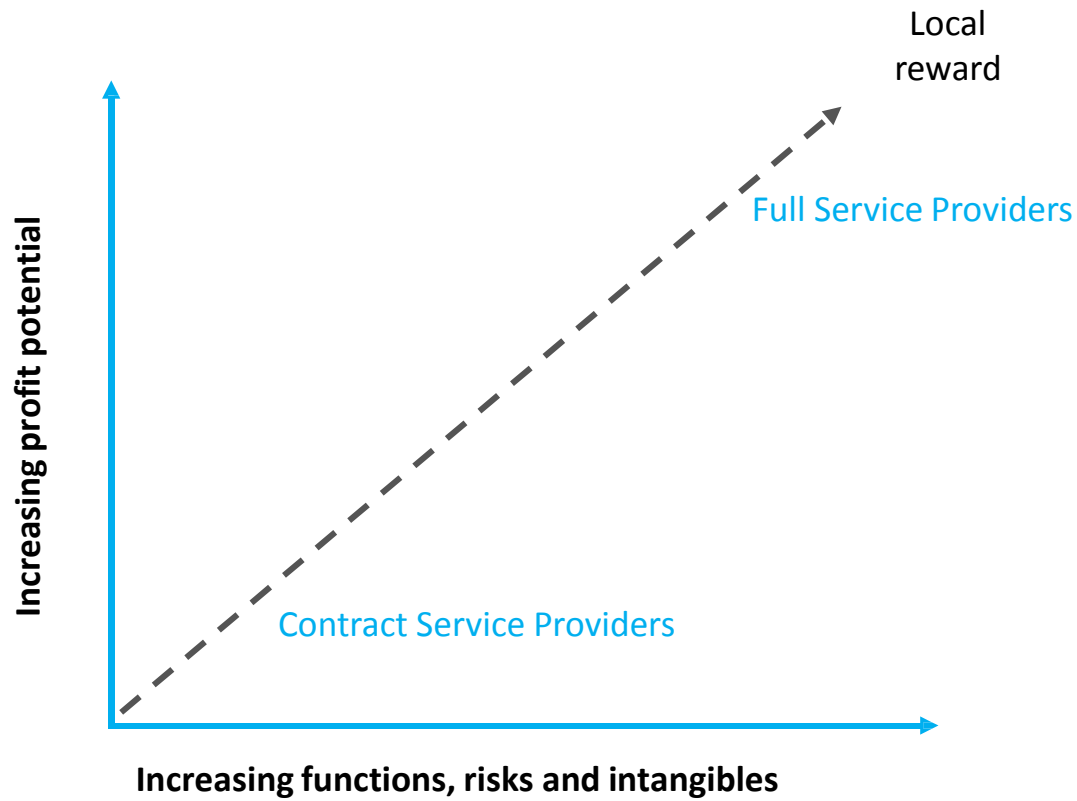 Local
reward
Full Service Providers
Increasing profit potential
Contract Service Providers
Increasing functions, risks and intangibles